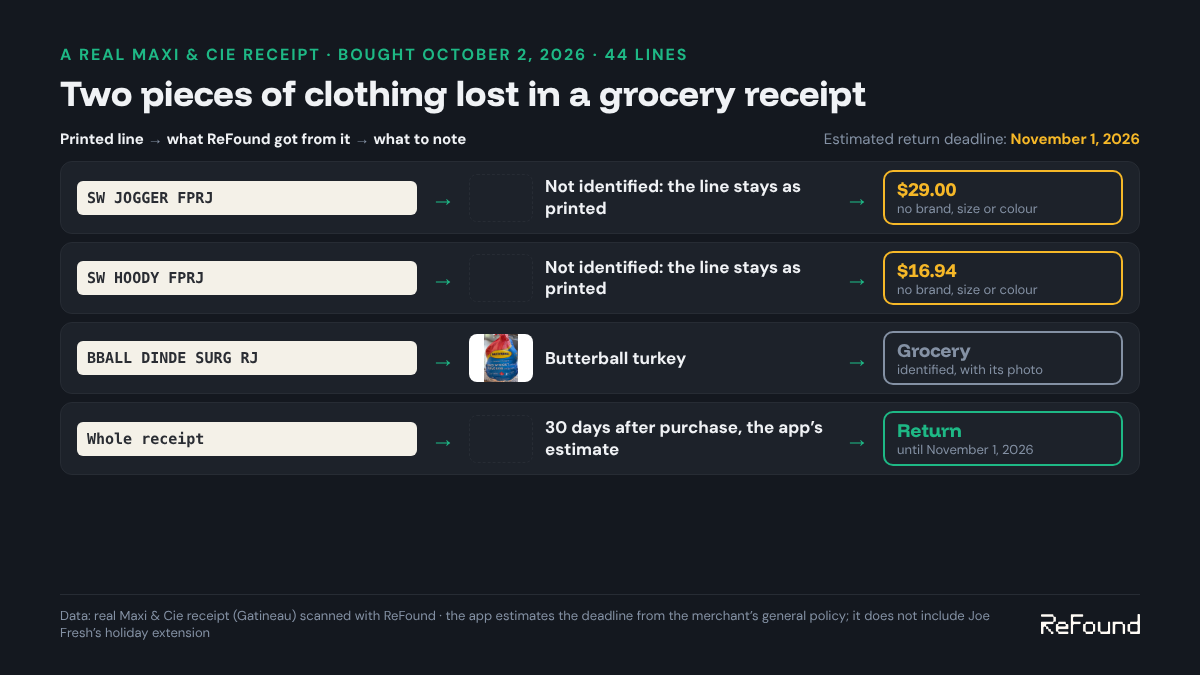 A REAL MAXI & CIE RECEIPT · BOUGHT OCTOBER 2, 2026 · 44 LINES
Two pieces of clothing lost in a grocery receipt
Printed line → what ReFound got from it → what to note
Estimated return deadline: November 1, 2026
SW JOGGER FPRJ
→
Not identified: the line stays as
printed
→
$29.00
no brand, size or colour
SW HOODY FPRJ
→
Not identified: the line stays as
printed
→
$16.94
no brand, size or colour
BBALL DINDE SURG RJ
→
Butterball turkey
→
Grocery
identified, with its photo
Whole receipt
→
30 days after purchase, the app’s
estimate
→
Return
until November 1, 2026
Data: real Maxi & Cie receipt (Gatineau) scanned with ReFound · the app estimates the deadline from the merchant’s general policy; it does not include Joe
Fresh’s holiday extension
ReFound